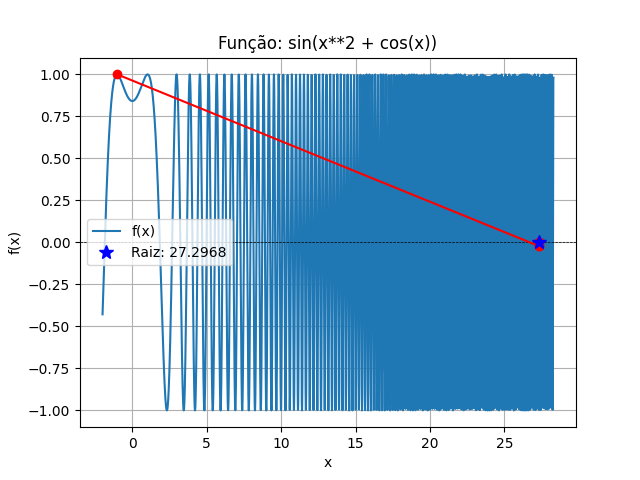 Função: sin(x**2 + cos(x))
1.00
0.75
0.50
0.25
0.00
−0.25
−0.50
−0.75
−1.00
f(x)
f(x)
Raiz: 27.2968
0 5 10 15 20 25
x